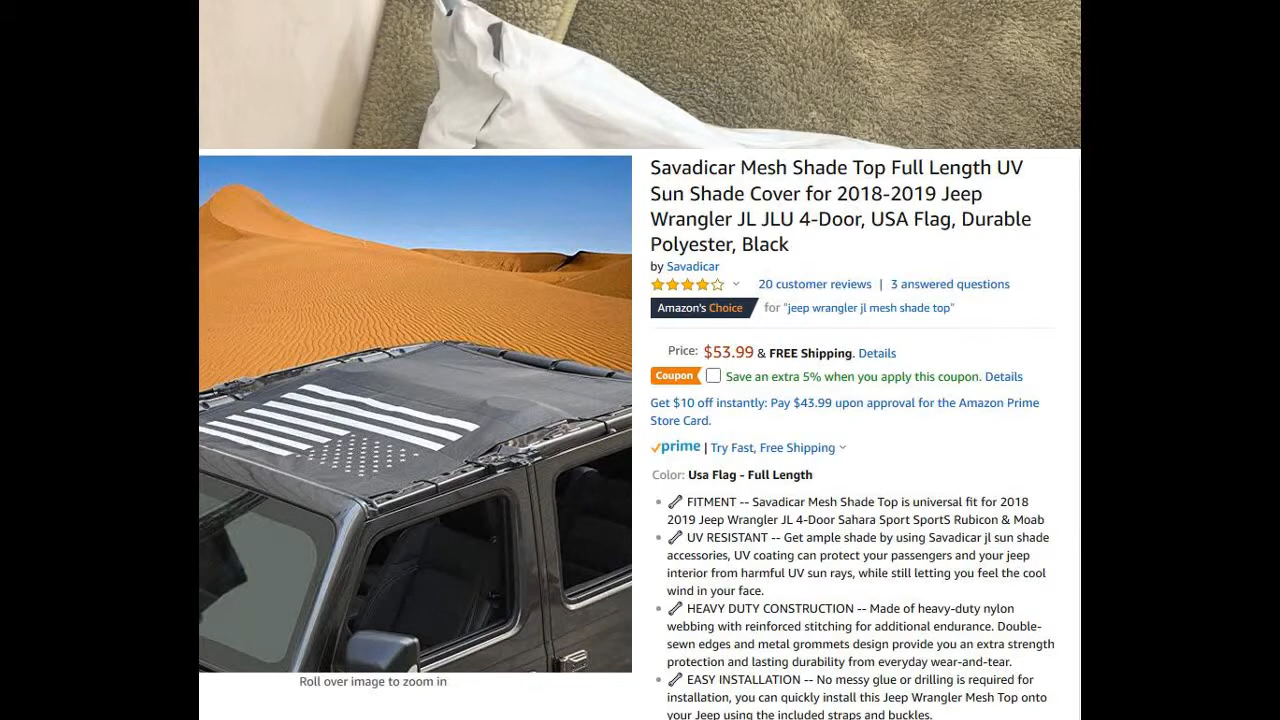 Savadicar Mesh Shade Top Full Length UV
Sun Shade Cover for 2018-2019 Jeep
Wrangler JL JLU 4-Door, USA Flag, Durable
Polyester, Black
by Savadicar
20 customer reviews | 3 answered questions
Amazon's Choice for "jeep wrangler jl mesh shade top"
Price: $53.99 & FREE Shipping. Details
Coupon Save an extra 5% when you apply this coupon. Details
Get $10 off instantly: Pay $43.99 upon approval for the Amazon Prime
Store Card.
prime | Try Fast, Free Shipping
Color: Usa Flag - Full Length
FITMENT -- Savadicar Mesh Shade Top is universal fit for 2018
2019 Jeep Wrangler JL 4-Door Sahara Sport SportS Rubicon & Moab
UV RESISTANT -- Get ample shade by using Savadicar jl sun shade
accessories, UV coating can protect your passengers and your jeep
interior from harmful UV sun rays, while still letting you feel the cool
wind in your face.
HEAVY DUTY CONSTRUCTION -- Made of heavy-duty nylon
webbing with reinforced stitching for additional endurance. Double-
sewn edges and metal grommets design provide you an extra strength
protection and lasting durability from everyday wear-and-tear.
EASY INSTALLATION -- No messy glue or drilling is required for
installation, you can quickly install this Jeep Wrangler Mesh Top onto
your Jeep using the included straps and buckles.
Roll over image to zoom in